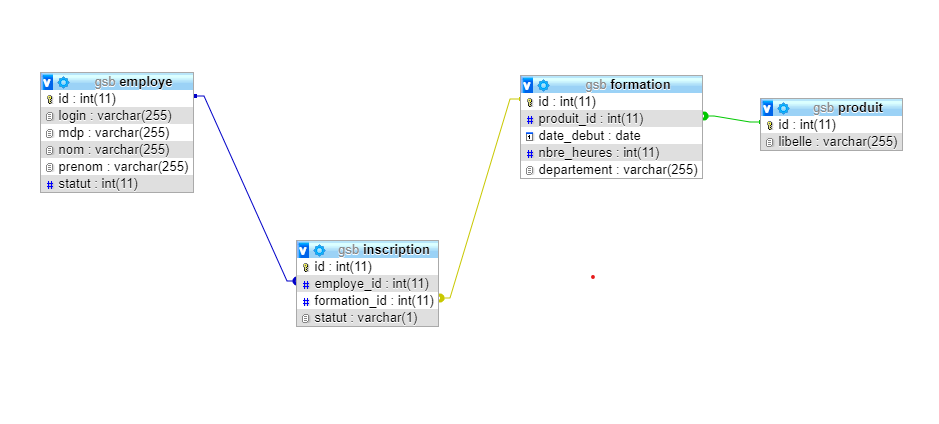 gsb employe
id : int(11)
login : varchar(255)
mdp : varchar(255)
nom : varchar(255)
prenom : varchar(255)
statut : int(11)
gsb inscription
id : int(11)
employe_id : int(11)
formation_id : int(11)
statut : varchar(1)
gsb formation
id : int(11)
produit_id : int(11)
date_debut : date
nbre_heures : int(11)
departement : varchar(255)
gsb produit
id : int(11)
libelle : varchar(255)